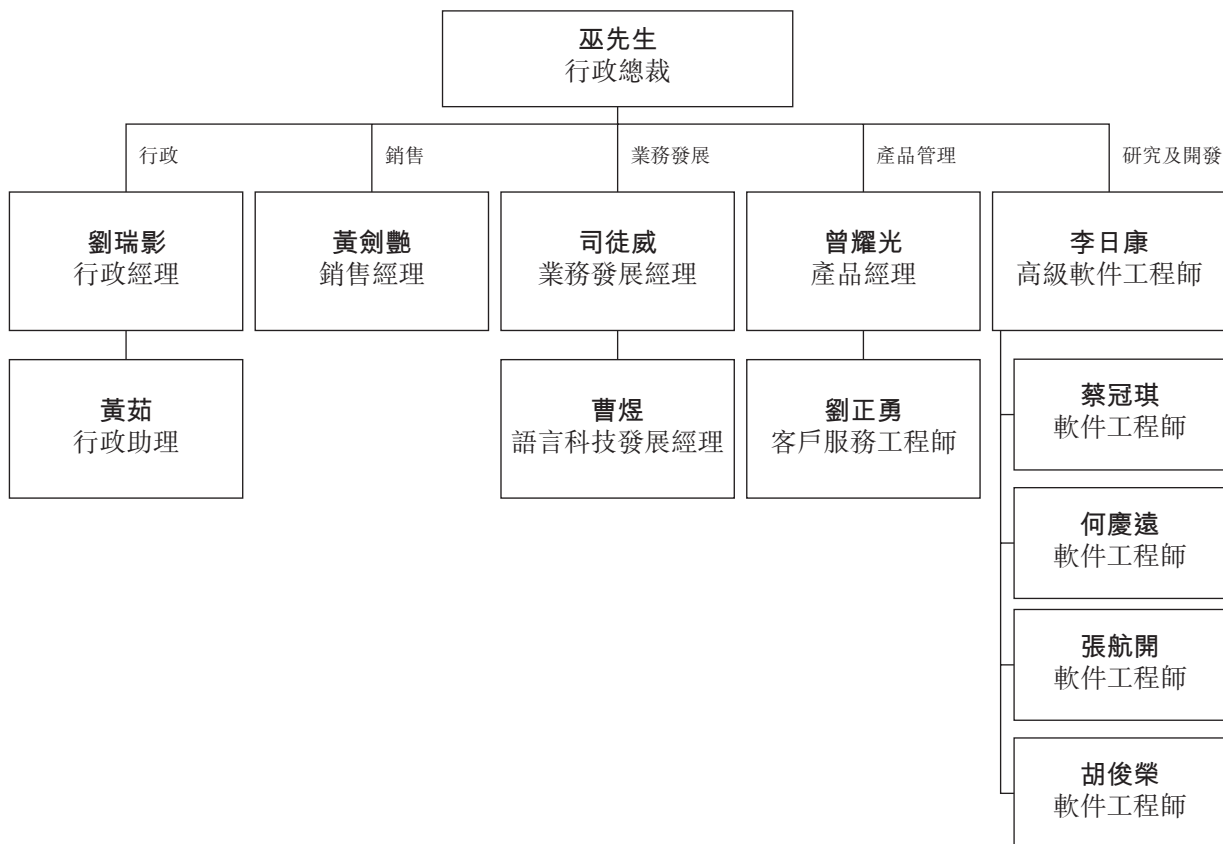 巫先生
行政總裁
行政
銷售
業務發展
產品管理
研究及開發
劉瑞影
行政經理
黃劍艷
銷售經理
司徒威
業務發展經理
曾耀光
產品經理
李日康
高級軟件工程師
黃茹
行政助理
曹煜
語言科技發展經理
劉正勇
客戶服務工程師
蔡冠琪
軟件工程師
何慶遠
軟件工程師
張航開
軟件工程師
胡俊榮
軟件工程師